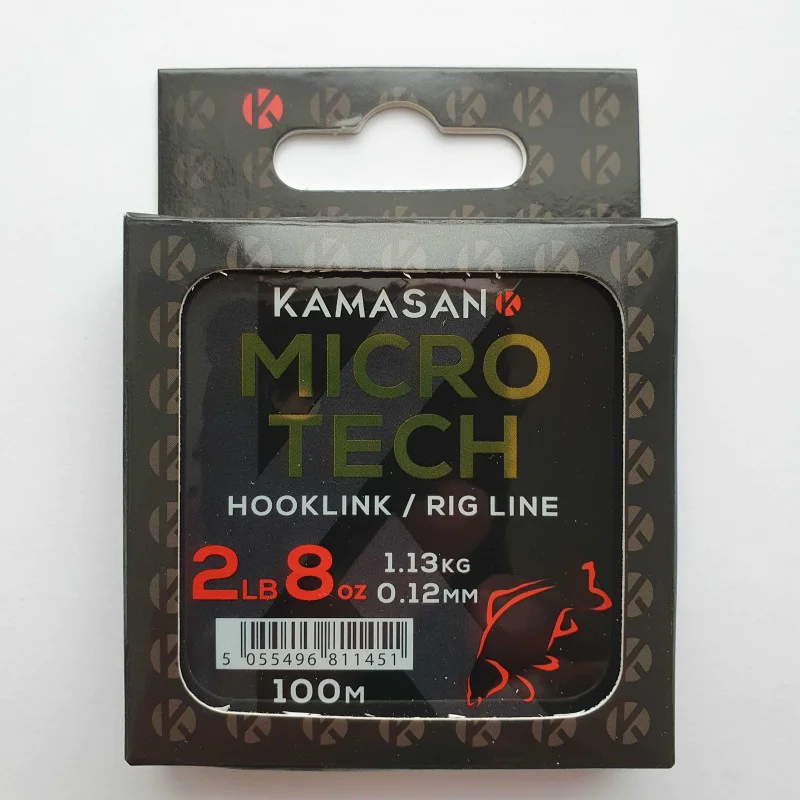 KAMASAN
MICRO
TECH
HOOKLINK / RIG LINE
2LB 8oz
1.13KG
0.12MM
5 055496 811451
100M